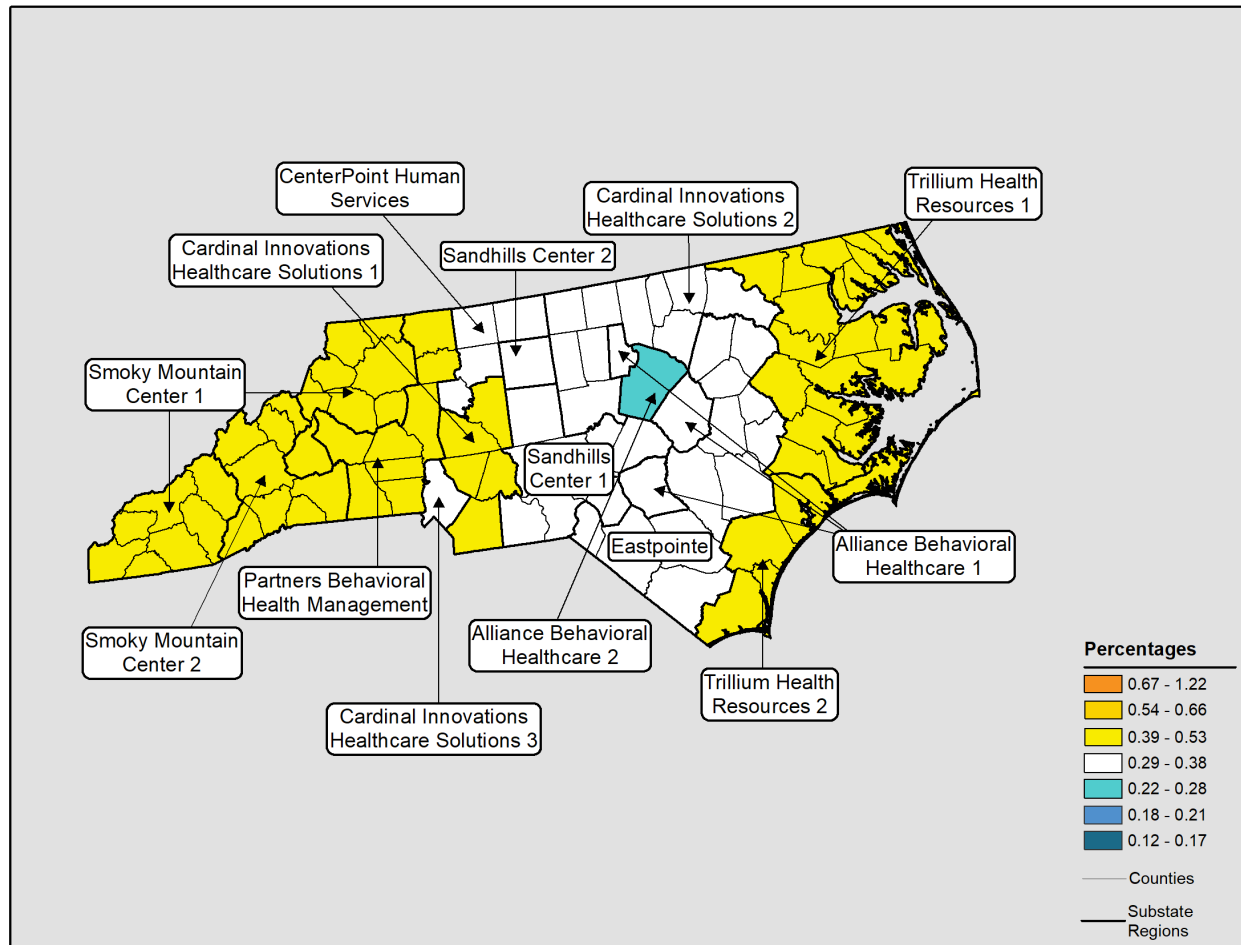 CenterPoint Human
Services
Cardinal Innovations
Healthcare Solutions 2
Trillium Health
Resources 1
Cardinal Innovations
Healthcare Solutions 1
Sandhills Center 2
Smoky Mountain
Center 1
Sandhills
Center 1
Eastpointe
Alliance Behavioral
Healthcare 1
Partners Behavioral
Health Management
Smoky Mountain
Center 2
Alliance Behavioral
Healthcare 2
Trillium Health
Resources 2
Cardinal Innovations
Healthcare Solutions 3
Percentages
0.67 - 1.22
0.54 - 0.66
0.39 - 0.53
0.29 - 0.38
0.22 - 0.28
0.18 - 0.21
0.12 - 0.17
Counties
Substate
Regions